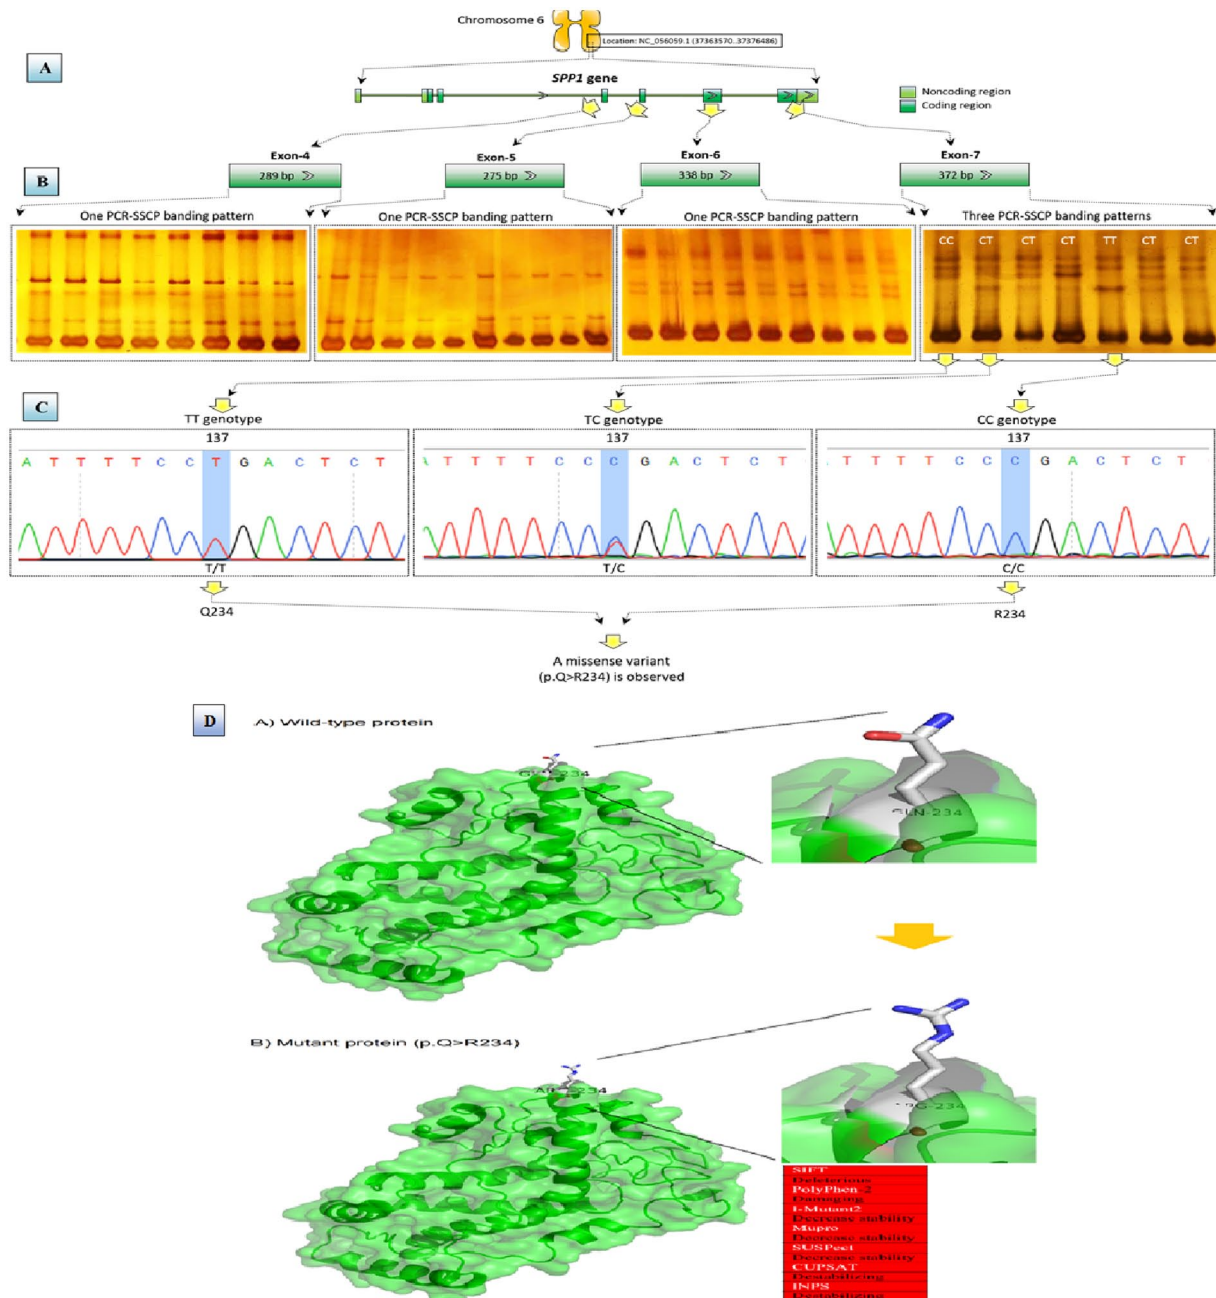 Chromosome 6
Location: NC_056059.1 (37363570..37376486)
A
SPP1 gene
Noncoding region
Coding region
Exon-4
Exon-5
Exon-6
Exon-7
B
289 bp
275 bp
338 bp
372 bp
One PCR-SSCP banding pattern
One PCR-SSCP banding pattern
One PCR-SSCP banding pattern
Three PCR-SSCP banding patterns
CC CT CT CT TT CT CT
C
TT genotype
TC genotype
CC genotype
137
137
137
A T T T T C C T G A C T C T
A T T T T C C C G A C T C T
T T T T C C C G A C T C T
T/T
T/C
C/C
Q234
R234
A missense variant
(p.Q>R234) is observed
D
A) Wild-type protein
GLN-234
B) Mutant protein (p.Q>R234)
SIFT
Deleterious
PolyPhen-2
Damaging
I-Mutant2
Decrease stability
Mupro
Decrease stability
SUSPect
Decrease stability
CUPSAT
Destabilizing
INPS
Destabilizing